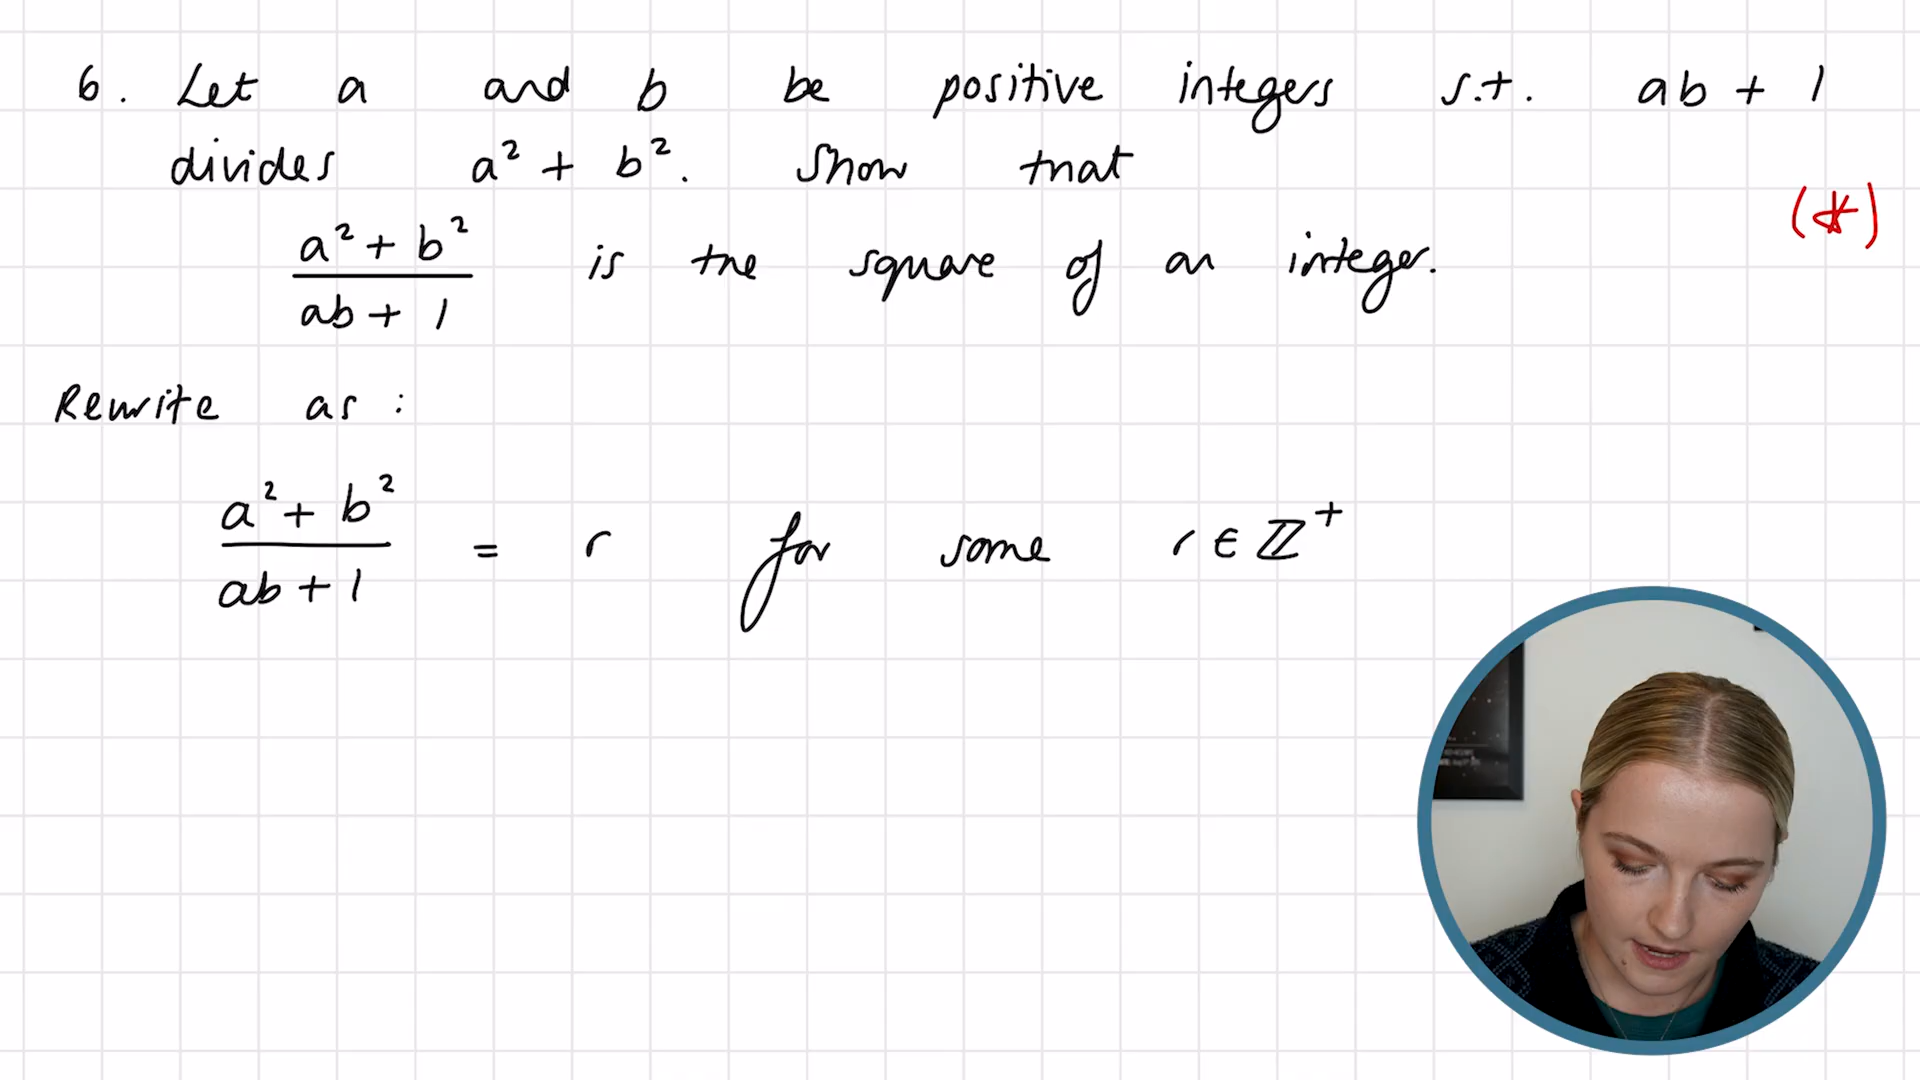 6. Let a and b be positive integers s.t. ab + 1
divides a² + b². Show that
(*)
a² + b²
ab + 1
is the square of an integer.
Rewrite as:
a² + b²
ab + 1
= r for some r ∈ ℤ⁺